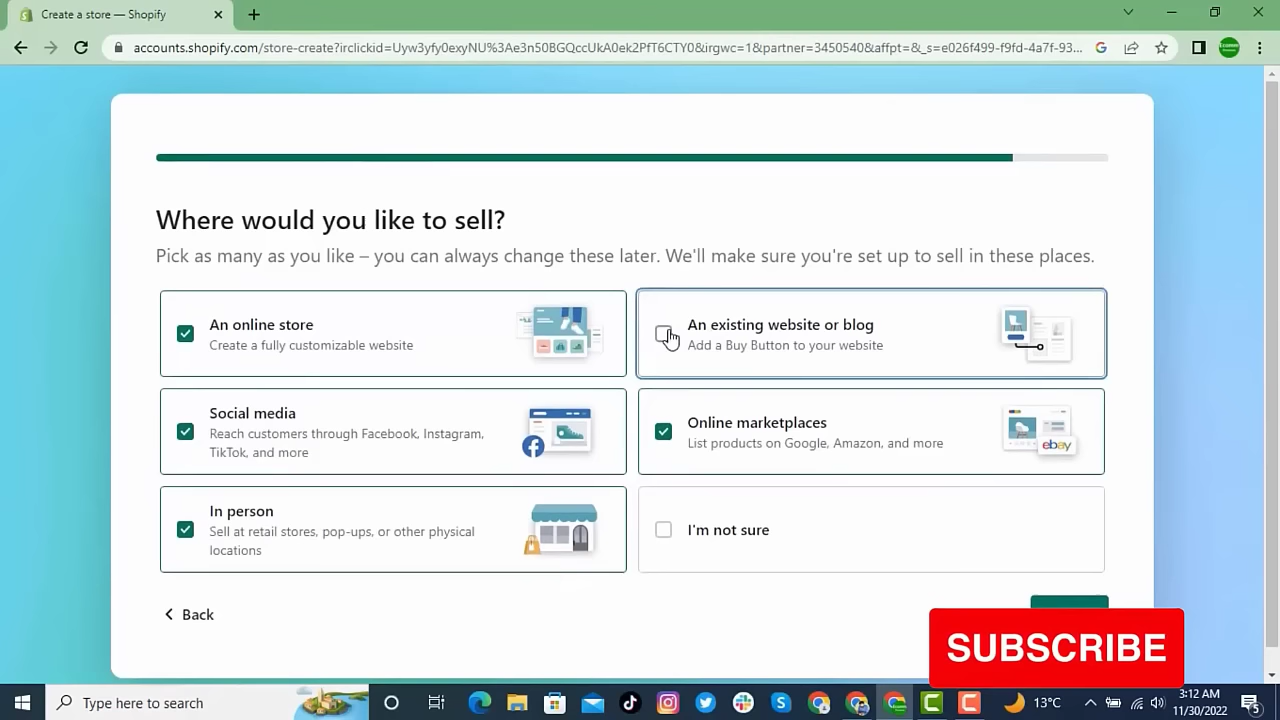 Create a store — Shopify
accounts.shopify.com/store-create?irclickid=Uyw3yfy0exyNU%3Ae3n50BGQccUkA0ek2PfT6CTY0&irgwc=1&partner=3450540&affpt=&_s=e026f499-f9fd-4a7f-93...
Where would you like to sell?
Pick as many as you like – you can always change these later. We'll make sure you're set up to sell in these places.
An online store
Create a fully customizable website
An existing website or blog
Add a Buy Button to your website
Social media
Reach customers through Facebook, Instagram,
TikTok, and more
Online marketplaces
List products on Google, Amazon, and more
ebay
In person
Sell at retail stores, pop-ups, or other physical
locations
I'm not sure
Back
SUBSCRIBE
Type here to search
13°C
3:12 AM
11/30/2022
5